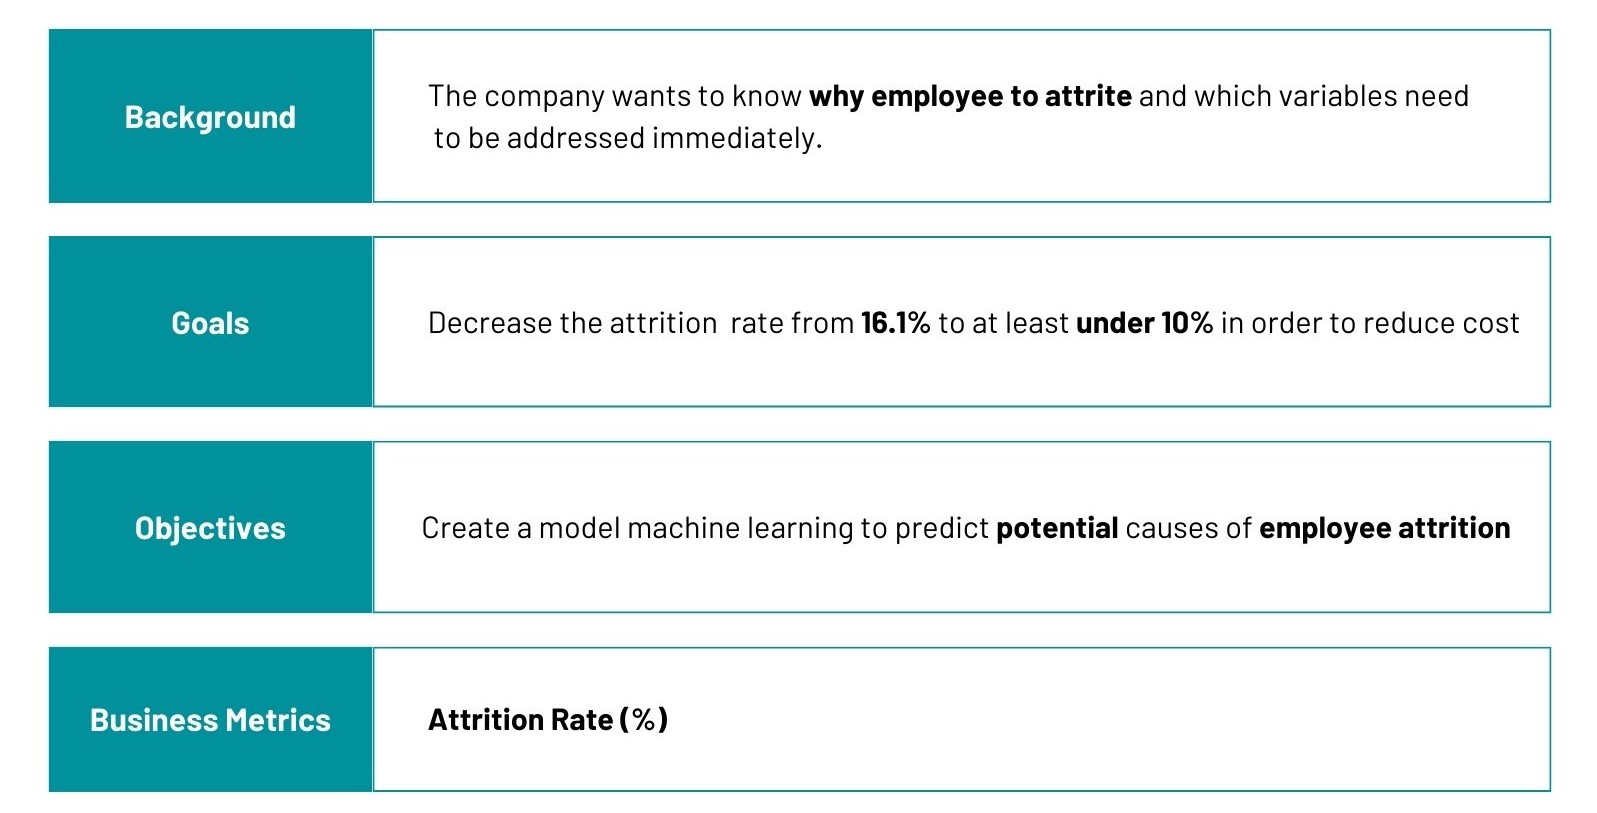 Background
The company wants to know why employee to attrite and which variables need
to be addressed immediately.
Goals
Decrease the attrition rate from 16.1% to at least under 10% in order to reduce cost
Objectives
Create a model machine learning to predict potential causes of employee attrition
Business Metrics
Attrition Rate (%)